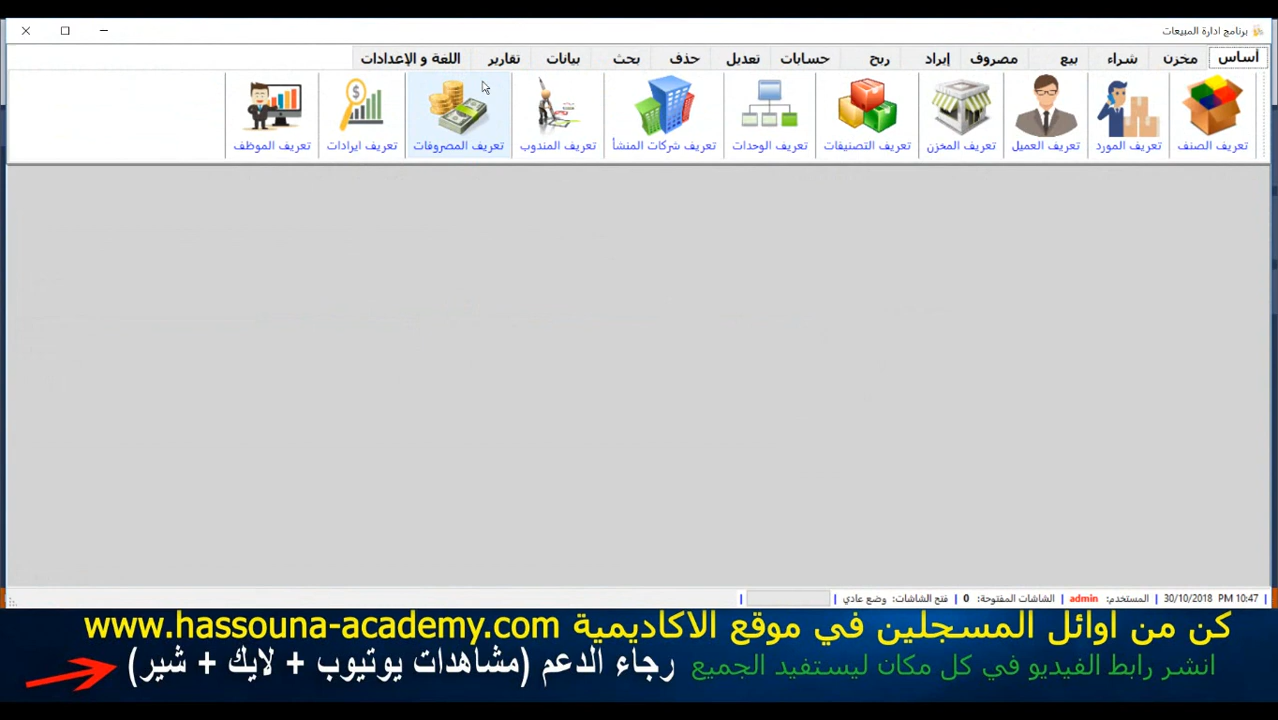 برنامج ادارة المبيعات
أساس مخزن شراء بيع مصروف إيراد ربح حسابات تعديل حذف بحث بيانات تقارير اللغة و الإعدادات
تعريف الصنف تعريف المورد تعريف العميل تعريف المخزن تعريف التصنيفات تعريف الوحدات تعريف شركات المنشأ تعريف المندوب تعريف المصروفات تعريف ايرادات تعريف الموظف
30/10/2018 PM 10:47 | المستخدم: admin | الشاشات المفتوحة: 0 | فتح الشاشات: وضع عادي |
كن من اوائل المسجلين في موقع الاكاديمية www.hassouna-academy.com
انشر رابط الفيديو في كل مكان ليستفيد الجميع رجاء الدعم (مشاهدات يوتيوب + لايك + شير)